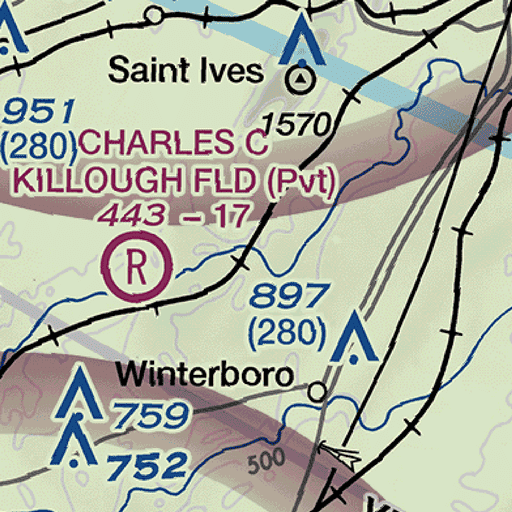 Saint Ives
1570
951
(280)
CHARLES C
KILLOUGH FLD (Pvt)
443 – 17
R
897
(280)
Winterboro
759
752
500